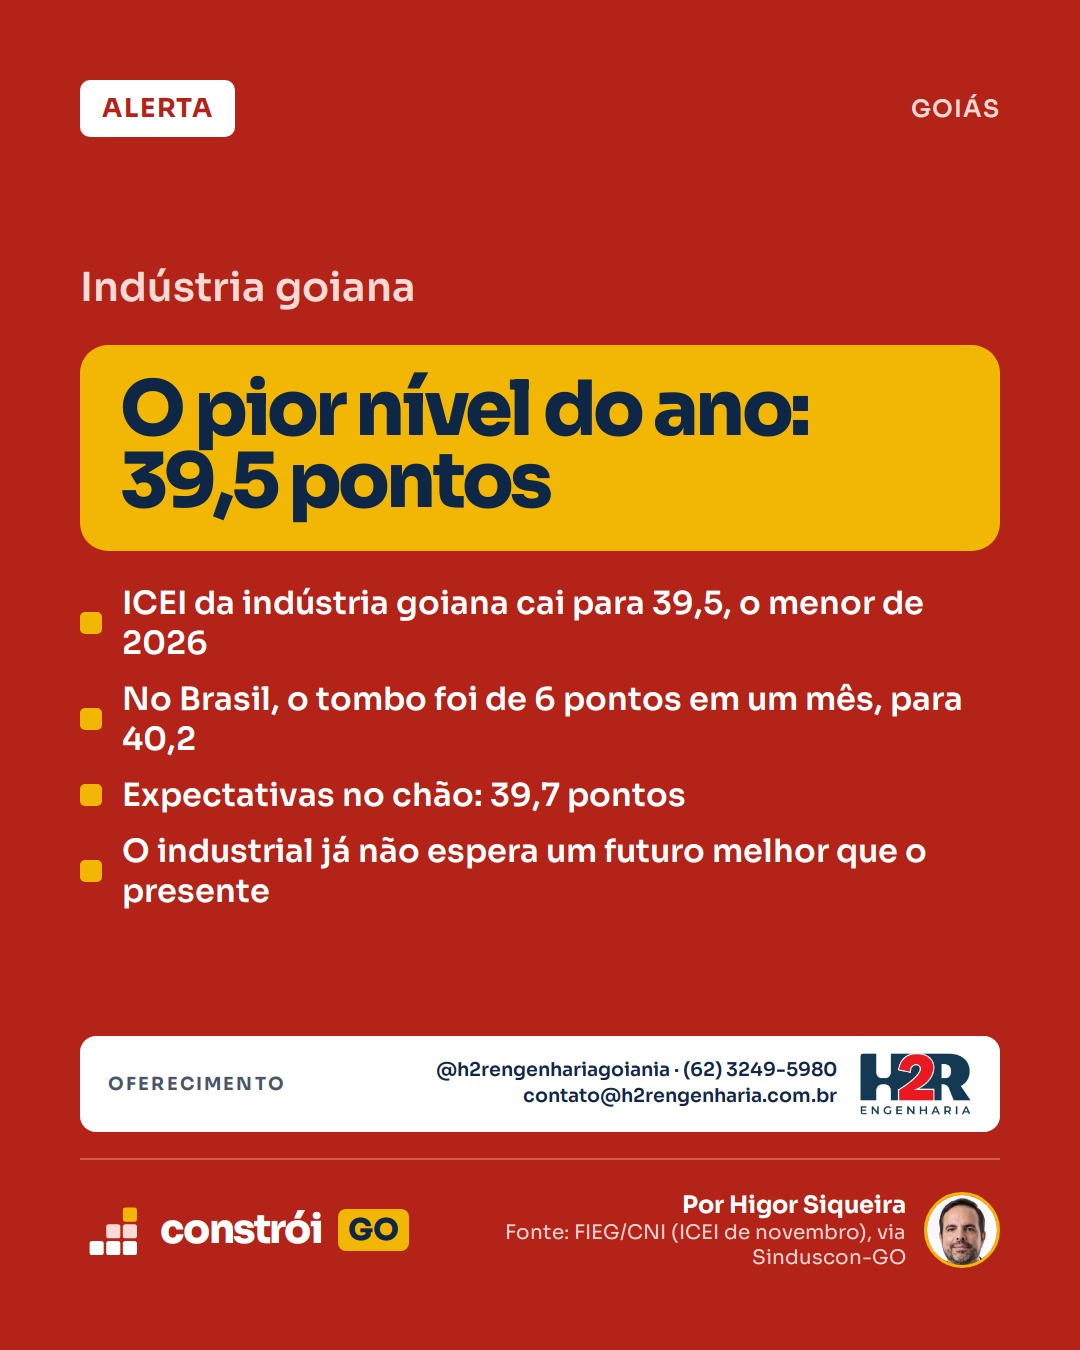 ALERTA
GOIÁS
Indústria goiana
O pior nível do ano:
39,5 pontos
ICEI da indústria goiana cai para 39,5, o menor de
2026
No Brasil, o tombo foi de 6 pontos em um mês, para
40,2
Expectativas no chão: 39,7 pontos
O industrial já não espera um futuro melhor que o
presente
OFERECIMENTO
@h2rengenhariagoiania · (62) 3249-5980
contato@h2rengenharia.com.br
H2R
ENGENHARIA
constrói GO
Por Higor Siqueira
Fonte: FIEG/CNI (ICEI de novembro), via
Sinduscon-GO